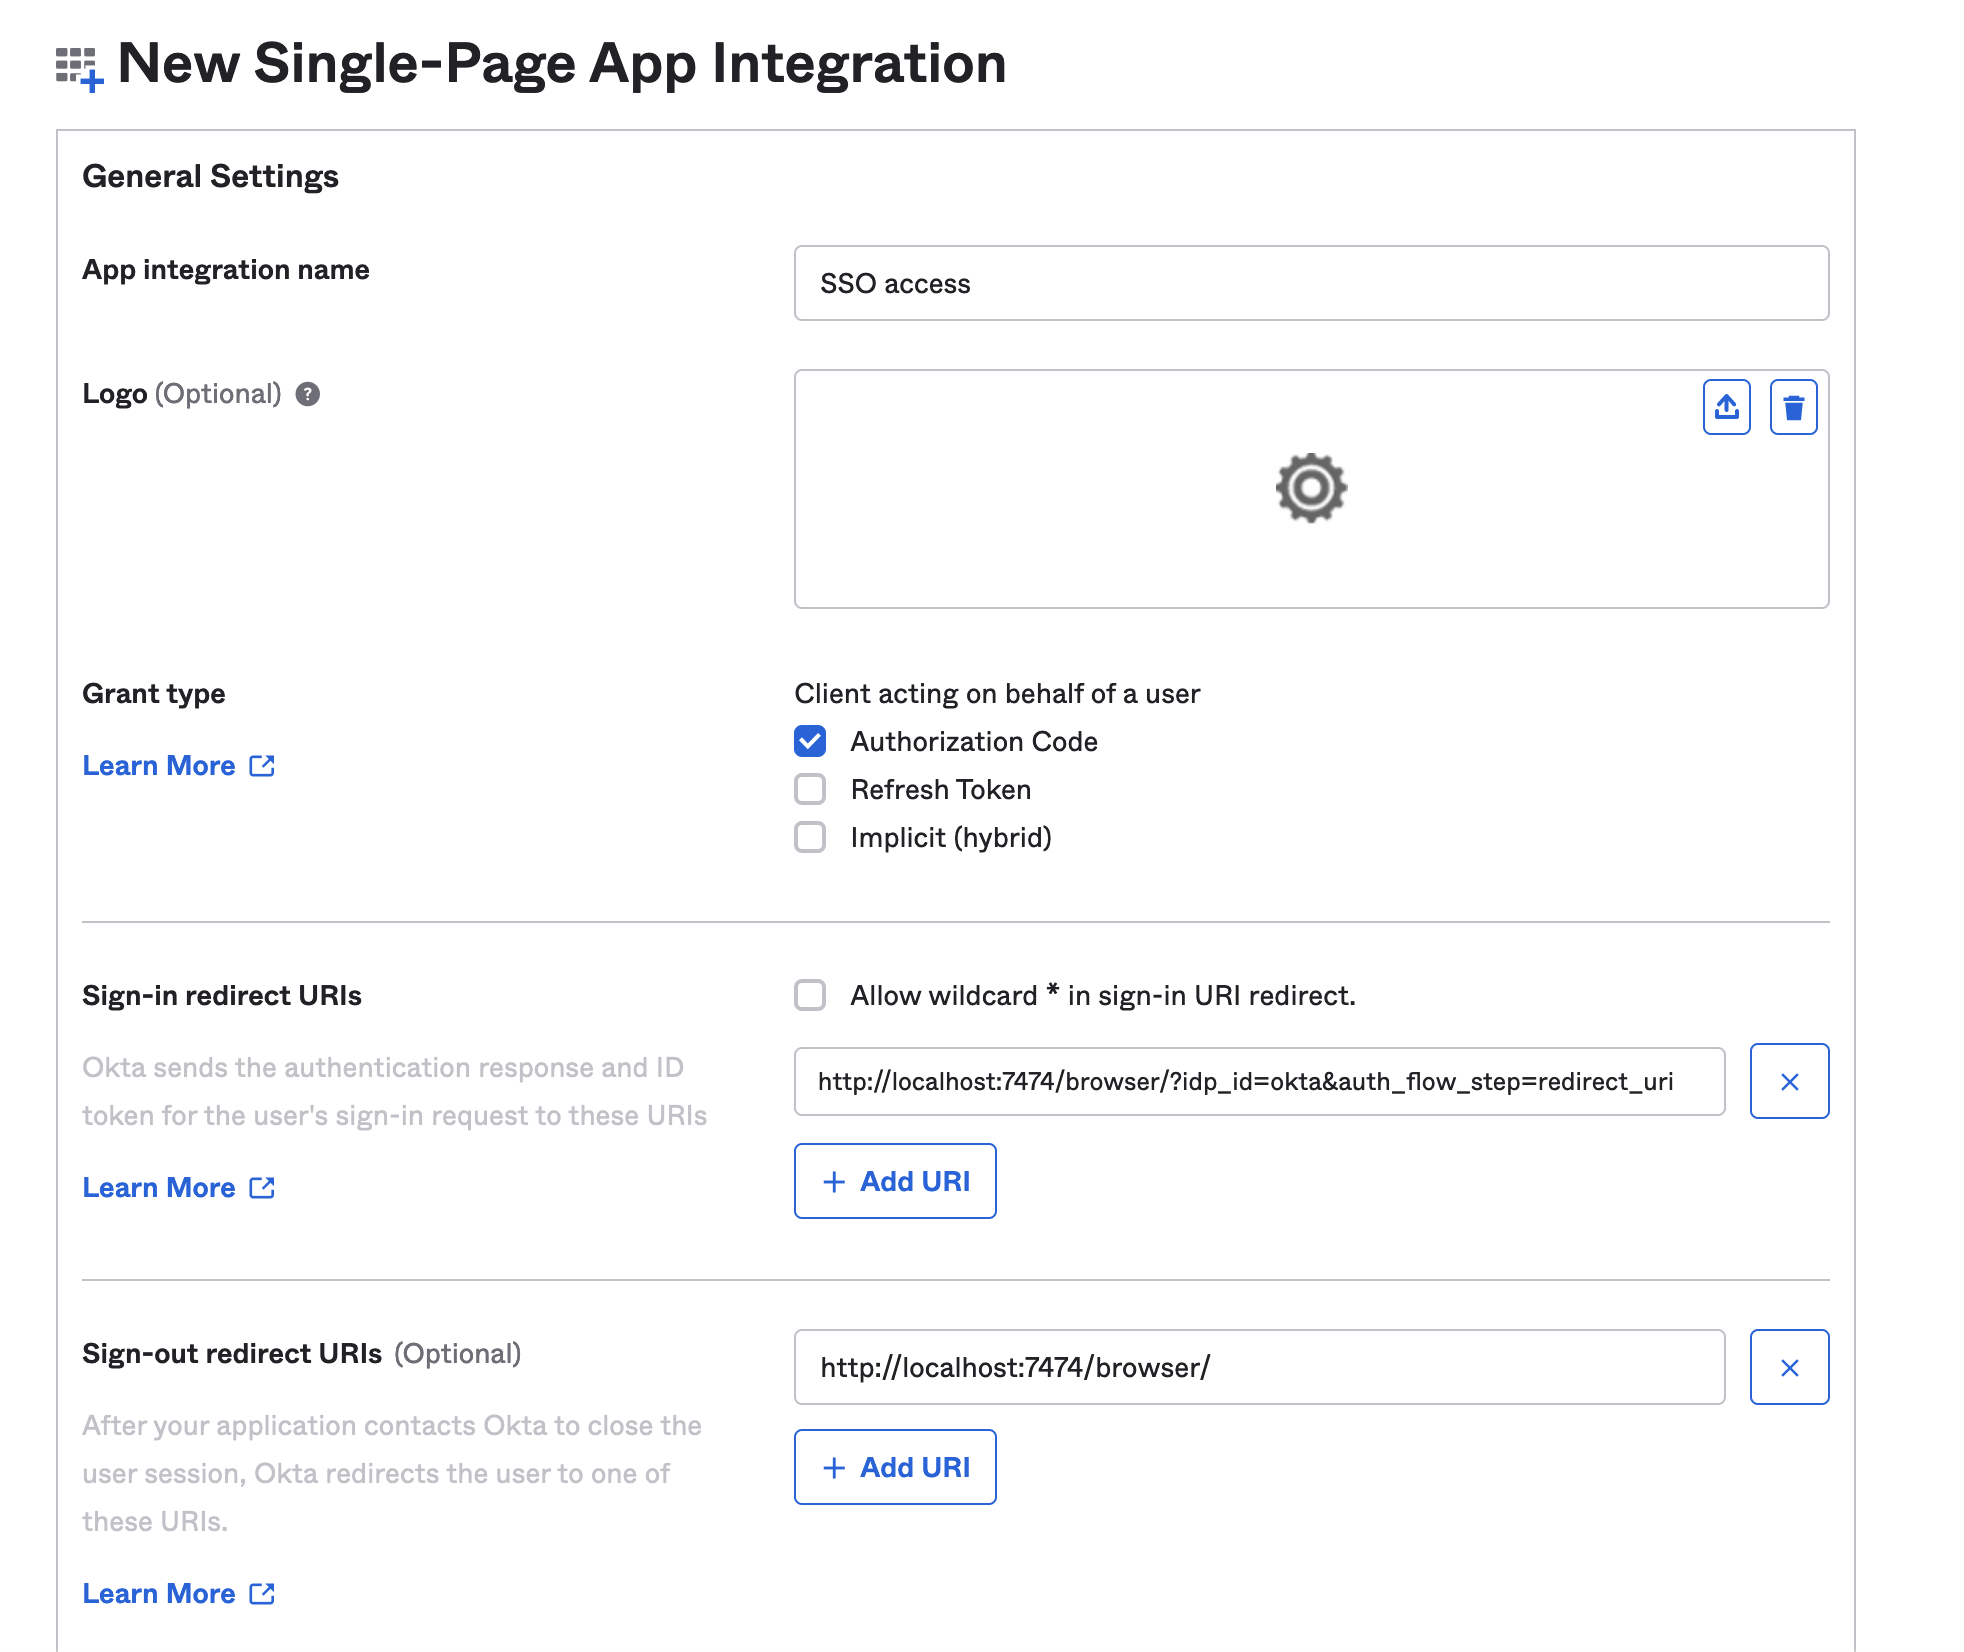 New Single-Page App Integration
General Settings
App integration name
SSO access
Logo (Optional) ?
Grant type
Learn More
Client acting on behalf of a user
Authorization Code
Refresh Token
Implicit (hybrid)
Sign-in redirect URIs
Okta sends the authentication response and ID
token for the user's sign-in request to these URIs
Learn More
Allow wildcard * in sign-in URI redirect.
http://localhost:7474/browser/?idp_id=okta&auth_flow_step=redirect_uri
+ Add URI
Sign-out redirect URIs (Optional)
After your application contacts Okta to close the
user session, Okta redirects the user to one of
these URIs.
Learn More
http://localhost:7474/browser/
+ Add URI